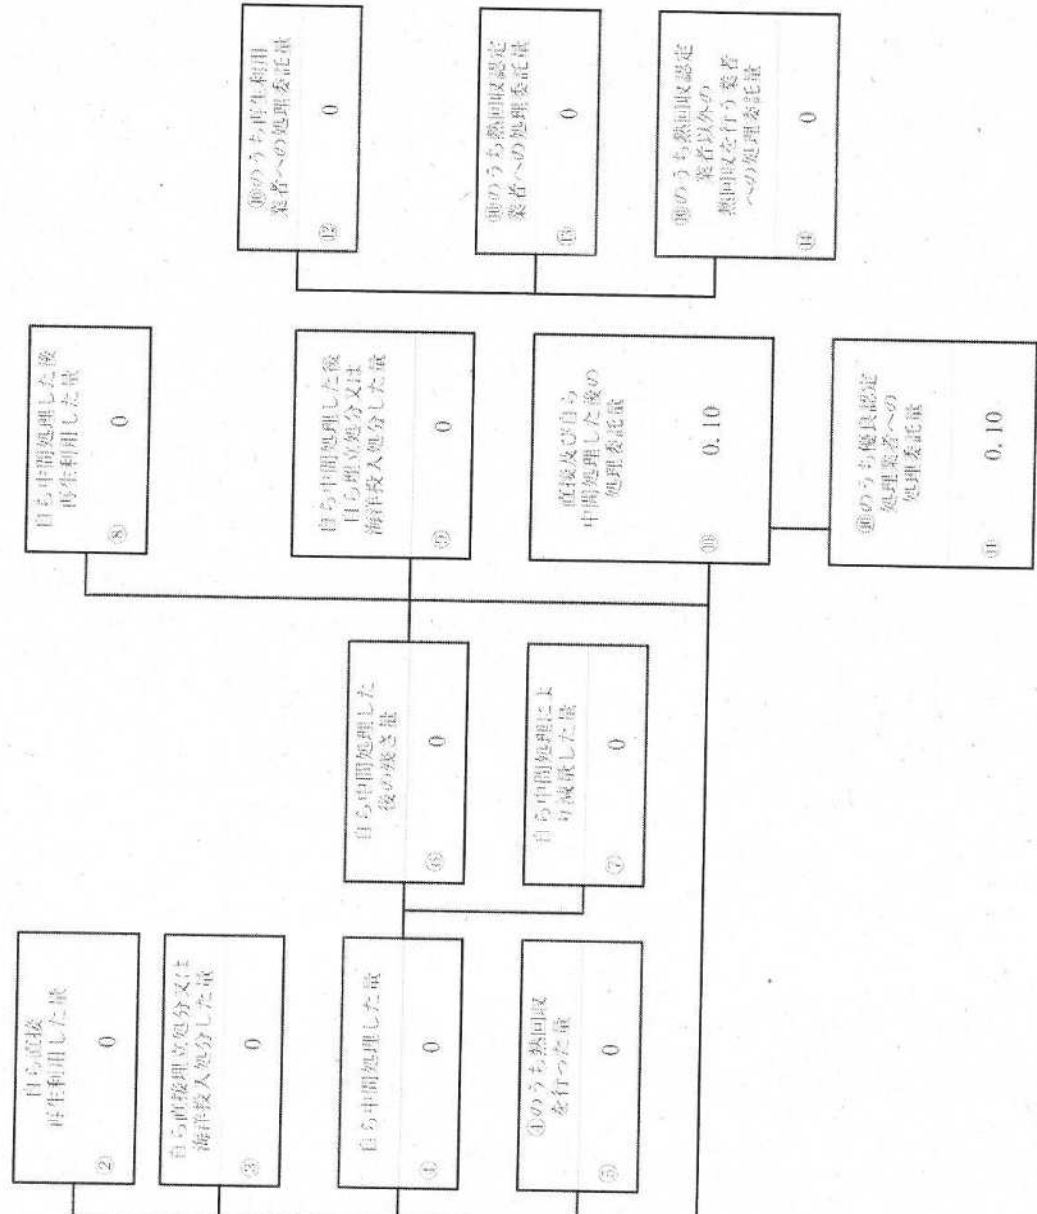 ②
自ら直接
再生利用した量
0
③
自ら直接埋立処分又は
海洋投入処分した量
0
④
自ら中間処理した量
0
⑤
④のうち熱回収
を行った量
0
⑥
自ら中間処理した
後の残さ量
0
⑦
自ら中間処理によ
り減量した量
0
⑧
自ら中間処理した後
再生利用した量
0
⑨
自ら中間処理した後
自ら埋立処分又は
海洋投入処分した量
0
⑩
直接及び自ら
中間処理した後の
処理委託量
0.10
⑪
⑩のうち優良認定
処理業者への
処理委託量
0.10
⑫
⑩のうち再生利用
業者への処理委託量
0
⑬
⑩のうち熱回収認定
業者への処理委託量
0
⑭
⑩のうち熱回収認定
業者以外の
熱回収を行う業者
への処理委託量
0